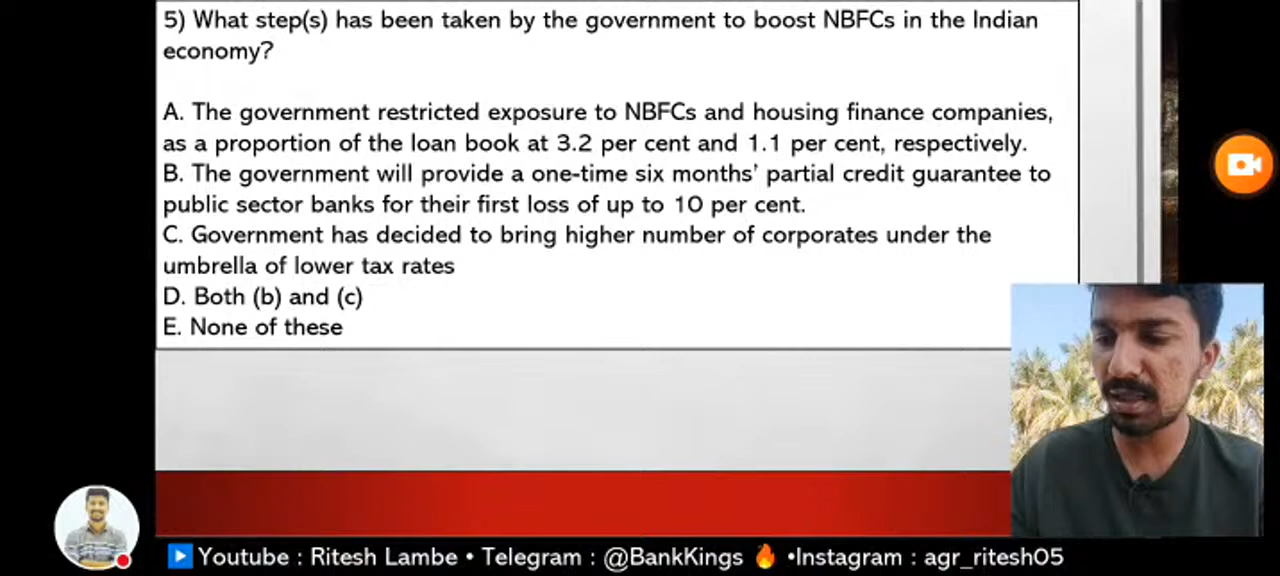 5) What step(s) has been taken by the government to boost NBFCs in the Indian
economy?
A. The government restricted exposure to NBFCs and housing finance companies,
as a proportion of the loan book at 3.2 per cent and 1.1 per cent, respectively.
B. The government will provide a one-time six months' partial credit guarantee to
public sector banks for their first loss of up to 10 per cent.
C. Government has decided to bring higher number of corporates under the
umbrella of lower tax rates
D. Both (b) and (c)
E. None of these
▶️ Youtube : Ritesh Lambe • Telegram : @BankKings 🔥 •Instagram : agr_ritesh05